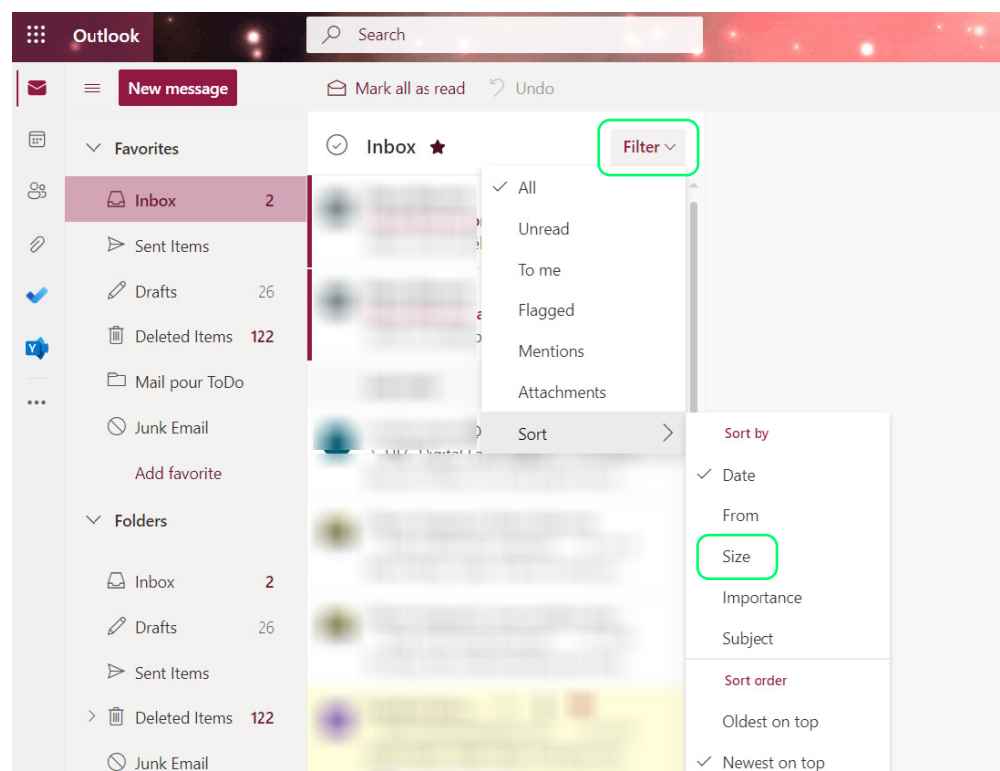 Outlook
Search
New message
Mark all as read
Undo
Favorites
Inbox 2
Sent Items
Drafts 26
Deleted Items 122
Mail pour ToDo
Junk Email
Add favorite
Folders
Inbox 2
Drafts 26
Sent Items
Deleted Items 122
Junk Email
Inbox
Filter
All
Unread
To me
Flagged
Mentions
Attachments
Sort
Sort by
Date
From
Size
Importance
Subject
Sort order
Oldest on top
Newest on top